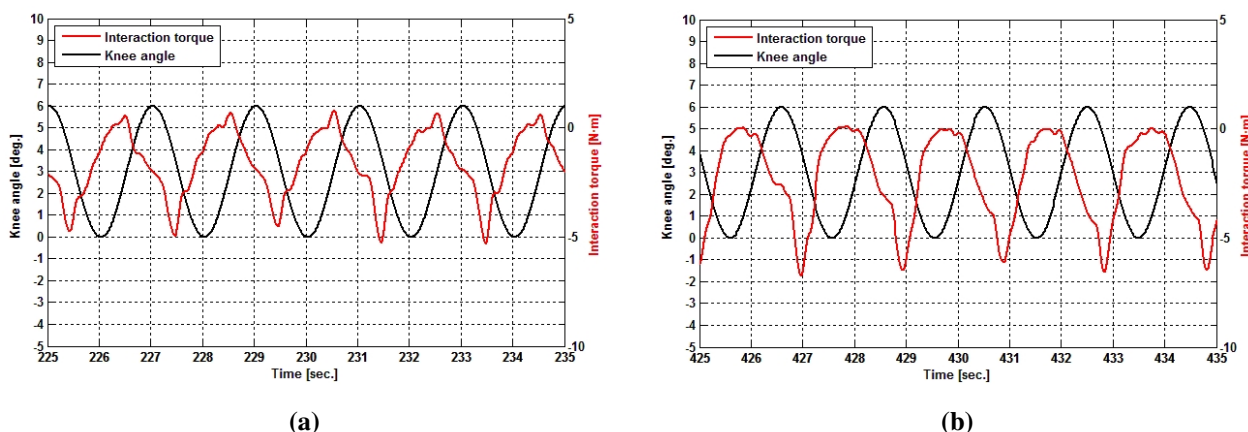 Interaction torque
Knee angle
Knee angle [deg.]
10
9
8
7
6
5
4
3
2
1
0
-1
-2
-3
-4
-5
5
0
-5
-10
Interaction torque [N·m]
225 226 227 228 229 230 231 232 233 234 235
Time [sec.]
(a)
Interaction torque
Knee angle
Knee angle [deg.]
10
9
8
7
6
5
4
3
2
1
0
-1
-2
-3
-4
-5
5
0
-5
-10
Interaction torque [N·m]
425 426 427 428 429 430 431 432 433 434 435
Time [sec.]
(b)